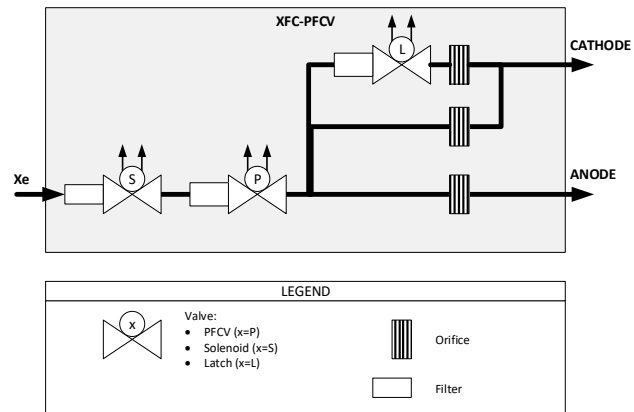 XFC-PFCV
L
CATHODE
Xe
S
P
ANODE
LEGEND
x
Valve:
• PFCV (x=P)
• Solenoid (x=S)
• Latch (x=L)
Orifice
Filter